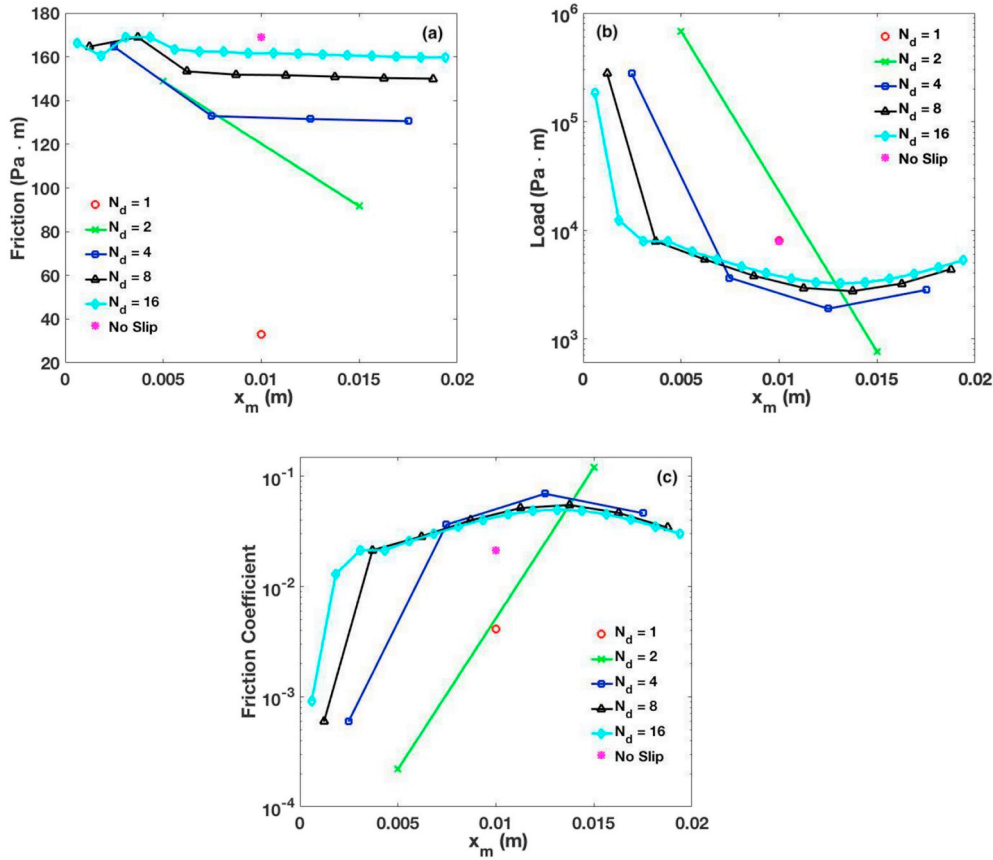 (a)
Friction (Pa · m)
180
160
140
120
100
80
60
40
20
N_d = 1
N_d = 2
N_d = 4
N_d = 8
N_d = 16
No Slip
0
0.005
0.01
0.015
0.02
x_m (m)
(b)
Load (Pa · m)
10^6
10^5
10^4
10^3
N_d = 1
N_d = 2
N_d = 4
N_d = 8
N_d = 16
No Slip
0
0.005
0.01
0.015
0.02
x_m (m)
(c)
Friction Coefficient
10^-1
10^-2
10^-3
10^-4
N_d = 1
N_d = 2
N_d = 4
N_d = 8
N_d = 16
No Slip
0
0.005
0.01
0.015
0.02
x_m (m)